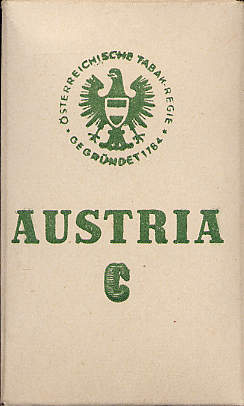 ÖSTERREICHISCHE TABAK-REGIE
* GEGRÜNDET 1784 *
AUSTRIA
C